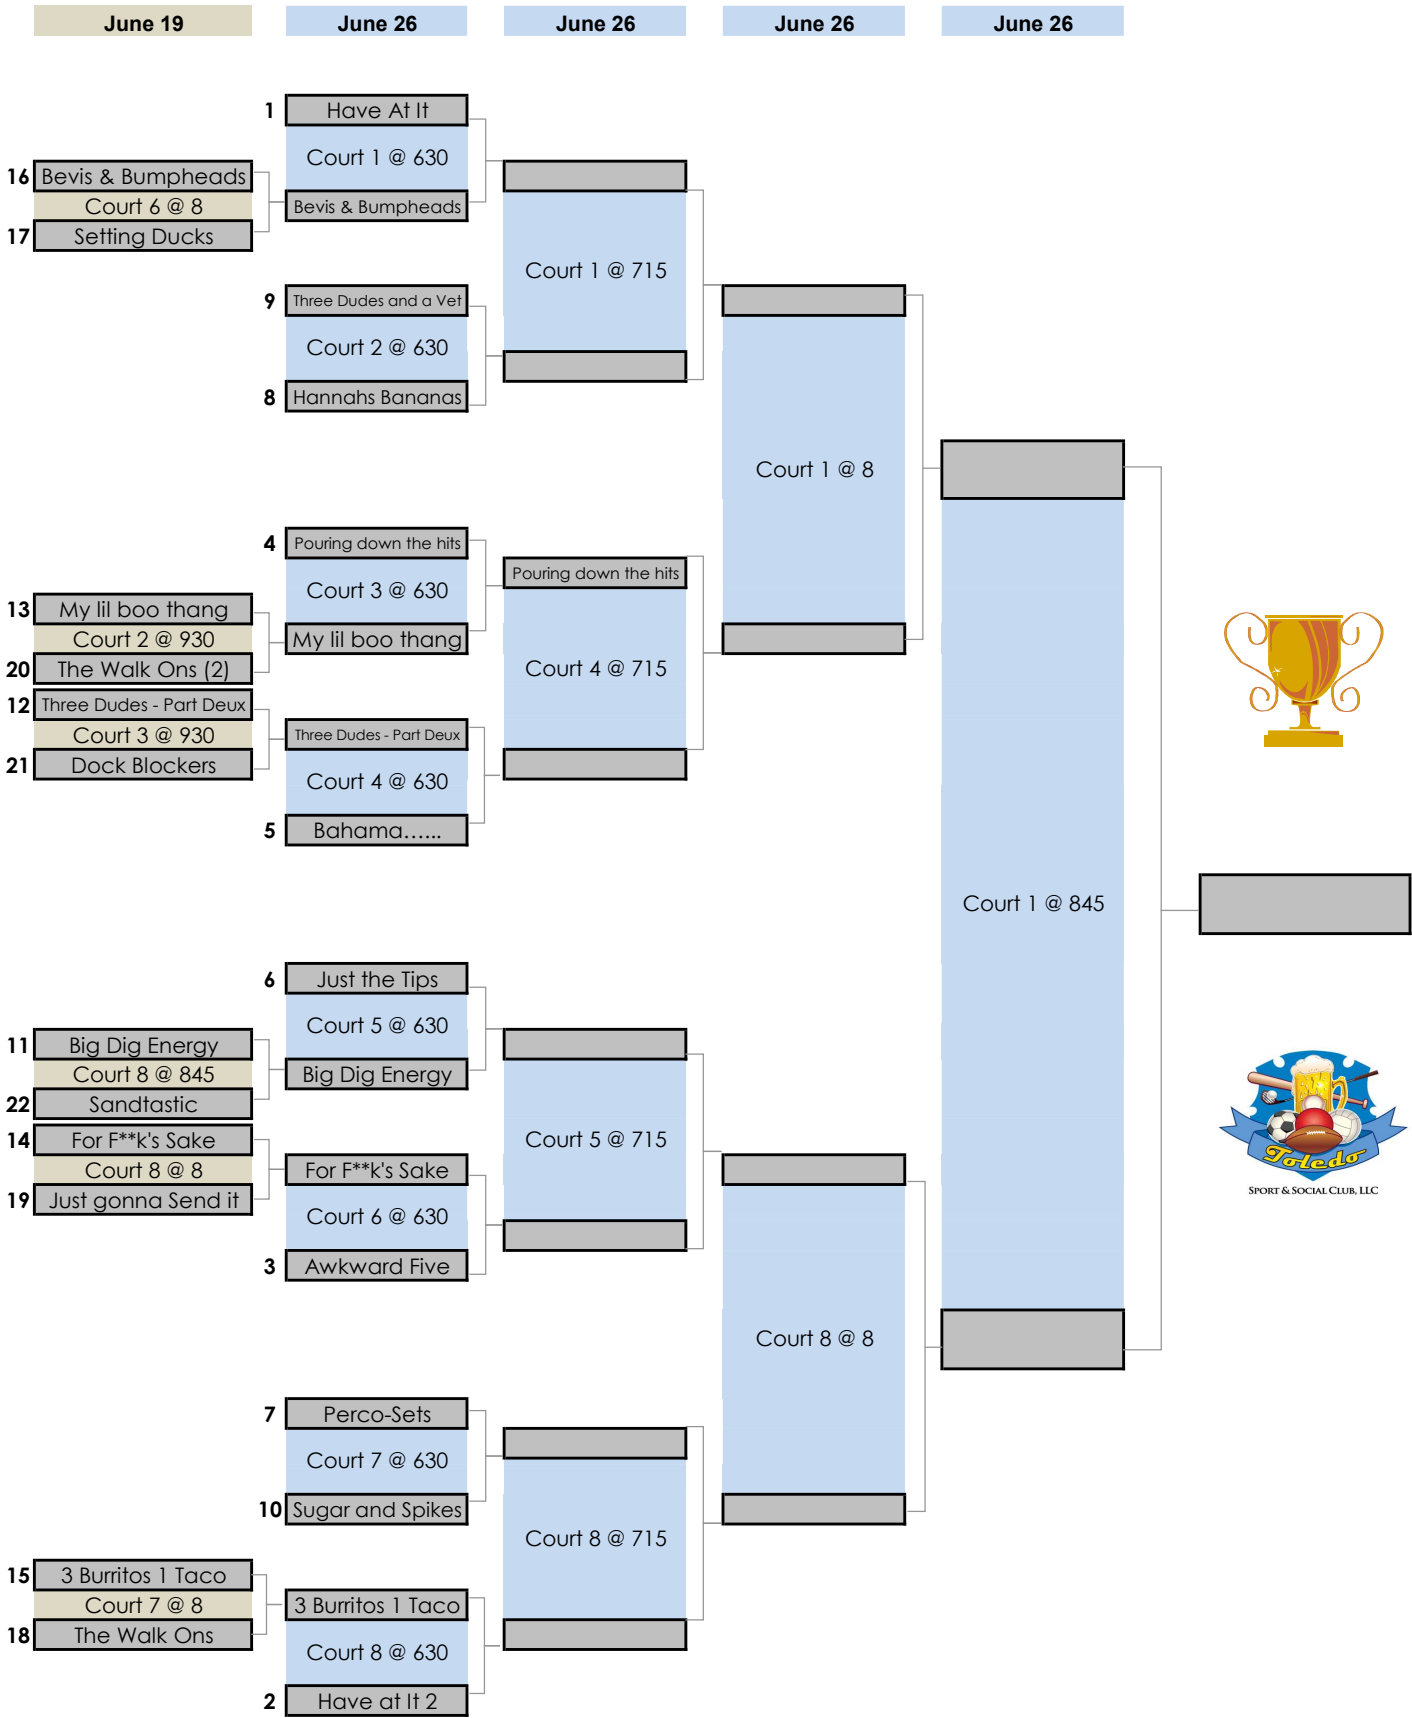 June 19
June 26
June 26
June 26
June 26
1 Have At It
Court 1 @ 630
16 Bevis & Bumpheads
Court 6 @ 8
Bevis & Bumpheads
17 Setting Ducks
Court 1 @ 715
9 Three Dudes and a Vet
Court 2 @ 630
8 Hannahs Bananas
Court 1 @ 8
4 Pouring down the hits
Court 3 @ 630
Pouring down the hits
13 My lil boo thang
Court 2 @ 930
My lil boo thang
20 The Walk Ons (2)
Court 4 @ 715
12 Three Dudes - Part Deux
Court 3 @ 930
Three Dudes - Part Deux
21 Dock Blockers
Court 4 @ 630
5 Bahama......
Court 1 @ 845
6 Just the Tips
Court 5 @ 630
11 Big Dig Energy
Court 8 @ 845
Big Dig Energy
22 Sandtastic
14 For F**k's Sake
Court 5 @ 715
Court 8 @ 8
For F**k's Sake
19 Just gonna Send it
Court 6 @ 630
3 Awkward Five
Toledo
SPORT & SOCIAL CLUB, LLC
Court 8 @ 8
7 Perco-Sets
Court 7 @ 630
10 Sugar and Spikes
Court 8 @ 715
15 3 Burritos 1 Taco
Court 7 @ 8
3 Burritos 1 Taco
18 The Walk Ons
Court 8 @ 630
2 Have at It 2